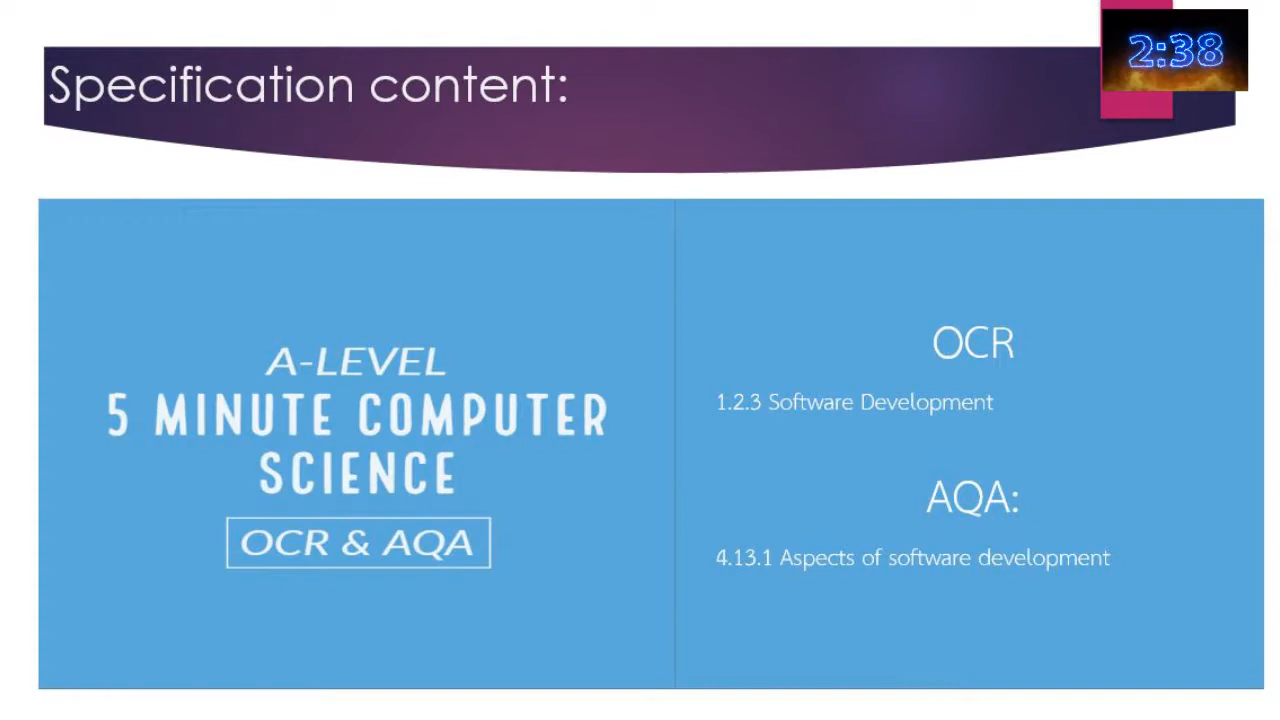 Specification content:
2:38
A-LEVEL
5 MINUTE COMPUTER
SCIENCE
OCR & AQA
OCR
1.2.3 Software Development
AQA:
4.13.1 Aspects of software development